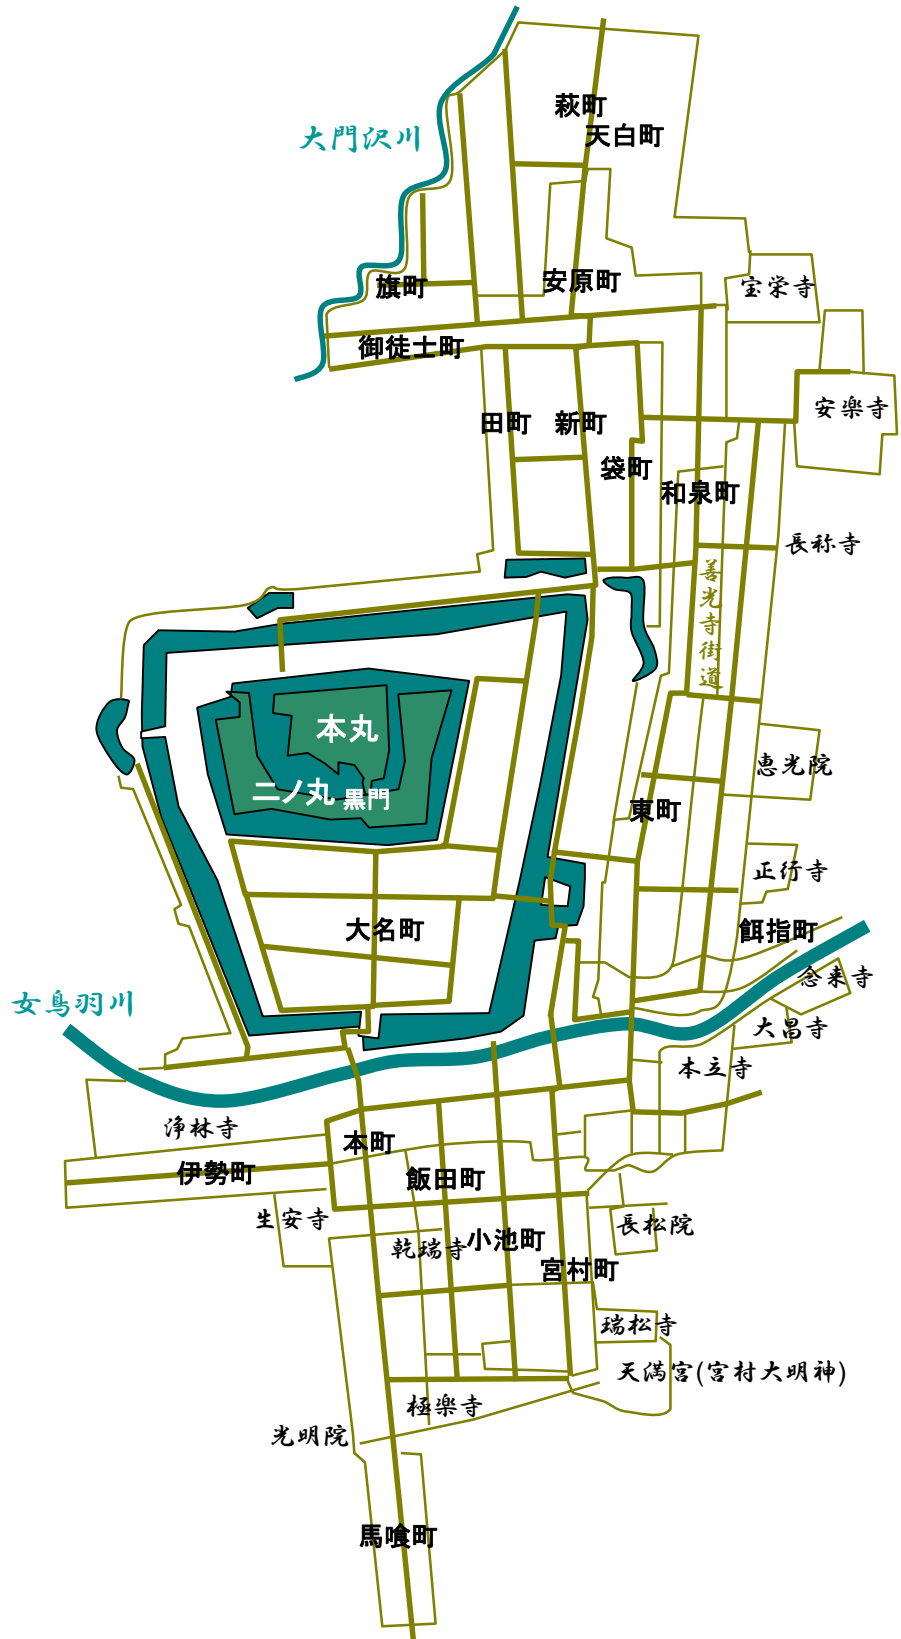 萩町
天白町
大門沢川
安原町
旗町
宝栄寺
御徒士町
安楽寺
田町
新町
袋町
和泉町
長称寺
善光寺街道
本丸
二ノ丸
黒門
恵光院
東町
正行寺
大名町
餌指町
念来寺
女鳥羽川
大昌寺
本立寺
浄林寺
本町
伊勢町
飯田町
生安寺
長松院
乾瑞寺
小池町
宮村町
瑞松寺
天満宮(宮村大明神)
極楽寺
光明院
馬喰町